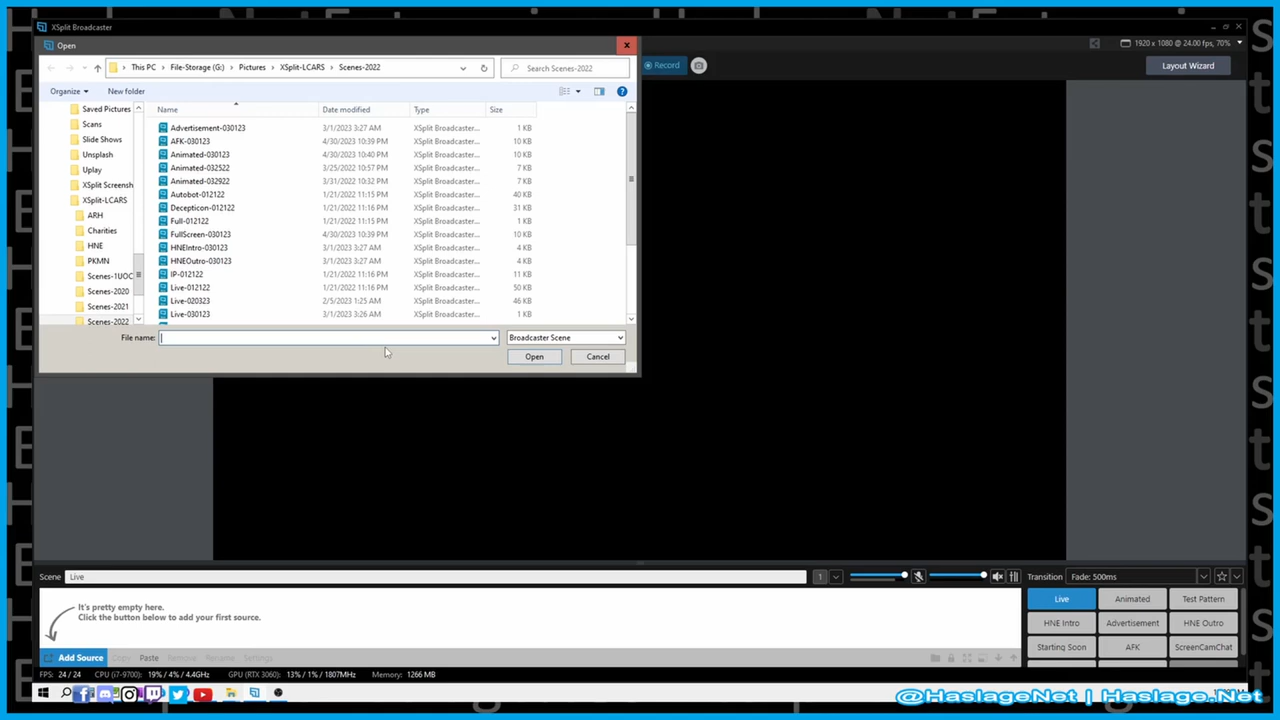 XSplit Broadcaster
Open
1920 x 1080 @ 24.00 fps, 70%
This PC > File-Storage (G:) > Pictures > XSplit-LCARS > Scenes-2022
Search Scenes-2022
Record
Layout Wizard
Organize
New folder
Saved Pictures
Scans
Slide Shows
Unsplash
Uplay
XSplit Screensh
XSplit-LCARS
ARH
Charities
HNE
PKMN
Scenes-1UOC
Scenes-2020
Scenes-2021
Scenes-2022
Name Date modified Type Size
Advertisement-030123 3/1/2023 3:27 AM XSplit Broadcaster... 1 KB
AFK-030123 4/30/2023 10:39 PM XSplit Broadcaster... 10 KB
Animated-030123 4/30/2023 10:40 PM XSplit Broadcaster... 10 KB
Animated-032522 3/25/2022 10:57 PM XSplit Broadcaster... 7 KB
Animated-032922 3/31/2022 10:32 PM XSplit Broadcaster... 7 KB
Autobot-012122 1/21/2022 11:15 PM XSplit Broadcaster... 40 KB
Decepticon-012122 1/21/2022 11:16 PM XSplit Broadcaster... 31 KB
Full-012122 1/21/2022 11:15 PM XSplit Broadcaster... 1 KB
FullScreen-030123 4/30/2023 10:39 PM XSplit Broadcaster... 10 KB
HNEIntro-030123 3/1/2023 3:27 AM XSplit Broadcaster... 4 KB
HNEOutro-030123 3/1/2023 3:27 AM XSplit Broadcaster... 4 KB
IP-012122 1/21/2022 11:16 PM XSplit Broadcaster... 11 KB
Live-012122 1/21/2022 11:16 PM XSplit Broadcaster... 50 KB
Live-020323 2/5/2023 1:25 AM XSplit Broadcaster... 46 KB
Live-030123 3/1/2023 3:26 AM XSplit Broadcaster... 1 KB
File name:
Broadcaster Scene
Open
Cancel
Scene Live
1
Transition Fade: 500ms
It's pretty empty here.
Click the button below to add your first source.
Live Animated Test Pattern
HNE Intro Advertisement HNE Outro
Starting Soon AFK ScreenCamChat
Add Source Copy Paste Remove Rename Settings
FPS: 24 / 24 CPU (i7-9700) 19% / 4% / 4.4GHz GPU (RTX 3060) 13% / 1% / 1807MHz Memory: 1266 MB
@HaslageNet | Haslage.Net